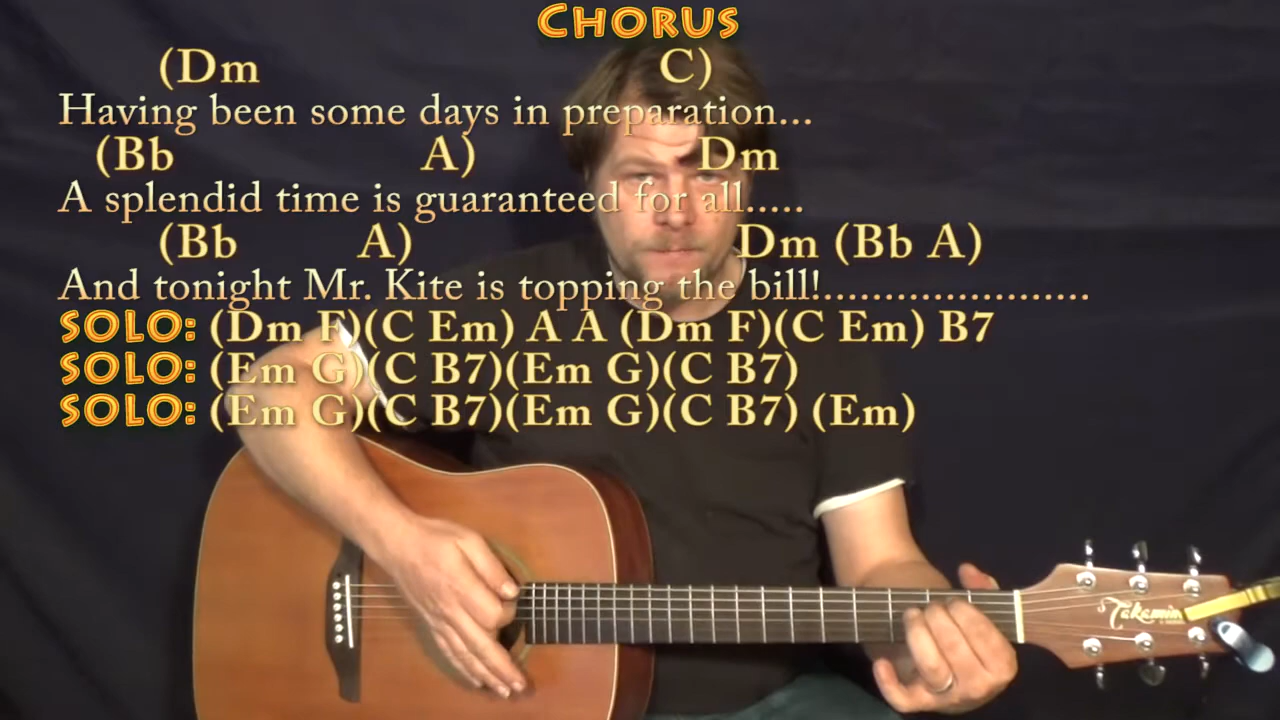 CHORUS
(Dm C)
Having been some days in preparation...
(Bb A) Dm
A splendid time is guaranteed for all.....
(Bb A) Dm (Bb A)
And tonight Mr. Kite is topping the bill!......................
SOLO: (Dm F)(C Em) A A (Dm F)(C Em) B7
SOLO: (Em G)(C B7)(Em G)(C B7)
SOLO: (Em G)(C B7)(Em G)(C B7) (Em)